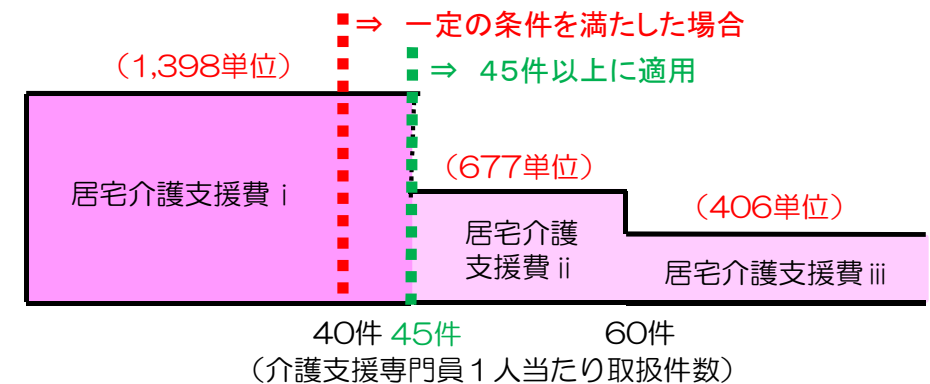 ⇒ 一定の条件を満たした場合
(1,398単位)
⇒ 45件以上に適用
居宅介護支援費ⅰ
(677単位)
居宅介護
支援費ⅱ
(406単位)
居宅介護支援費ⅲ
40件 45件 60件
(介護支援専門員1人当たり取扱件数)